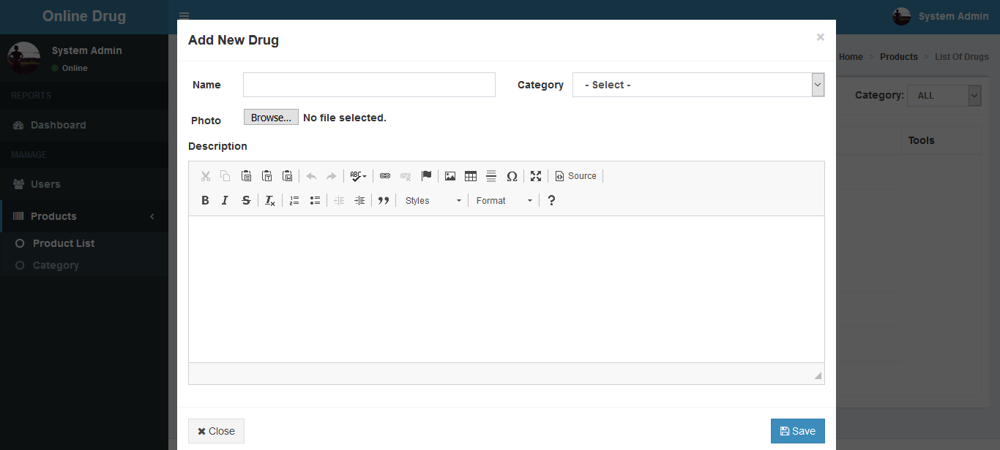 Online Drug
System Admin
System Admin
Online
REPORTS
Dashboard
MANAGE
Users
Products
Product List
Category
Home > Products > List Of Drugs
Category: ALL
Tools
Add New Drug
×
Name
Category - Select -
Photo Browse... No file selected.
Description
ABC Source
B I S Ix Styles Format ?
Close
Save